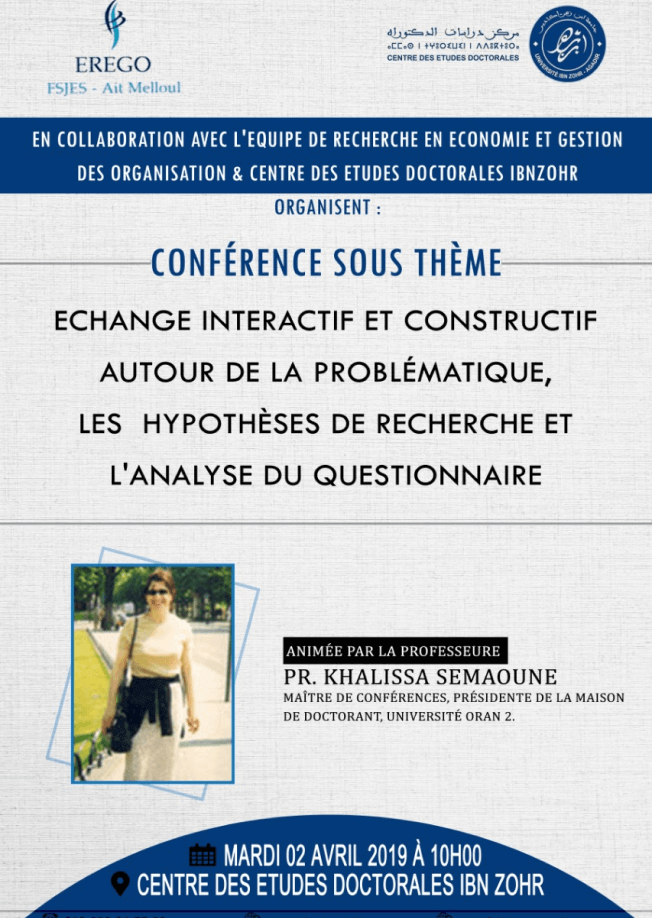 EREGO
FSJES - Ait Melloul
مركز دراسات الدكتوراه
CENTRE DES ETUDES DOCTORALES
UNIVERSITÉ IBN ZOHR - AGADIR
EN COLLABORATION AVEC L'EQUIPE DE RECHERCHE EN ECONOMIE ET GESTION
DES ORGANISATION & CENTRE DES ETUDES DOCTORALES IBNZOHR
ORGANISENT :
CONFÉRENCE SOUS THÈME
ECHANGE INTERACTIF ET CONSTRUCTIF
AUTOUR DE LA PROBLÉMATIQUE,
LES HYPOTHÈSES DE RECHERCHE ET
L'ANALYSE DU QUESTIONNAIRE
ANIMÉE PAR LA PROFESSEURE
PR. KHALISSA SEMAOUNE
MAÎTRE DE CONFÉRENCES, PRÉSIDENTE DE LA MAISON
DE DOCTORANT, UNIVERSITÉ ORAN 2.
MARDI 02 AVRIL 2019 À 10H00
CENTRE DES ETUDES DOCTORALES IBN ZOHR